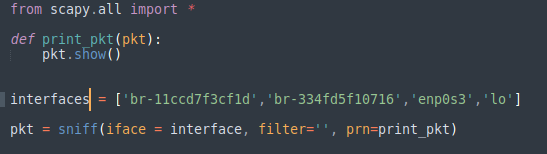 from scapy.all import *
def print_pkt(pkt):
    pkt.show()
interfaces = ['br-11ccd7f3cf1d','br-334fd5f10716','enp0s3','lo']
pkt = sniff(iface = interface, filter='', prn=print_pkt)